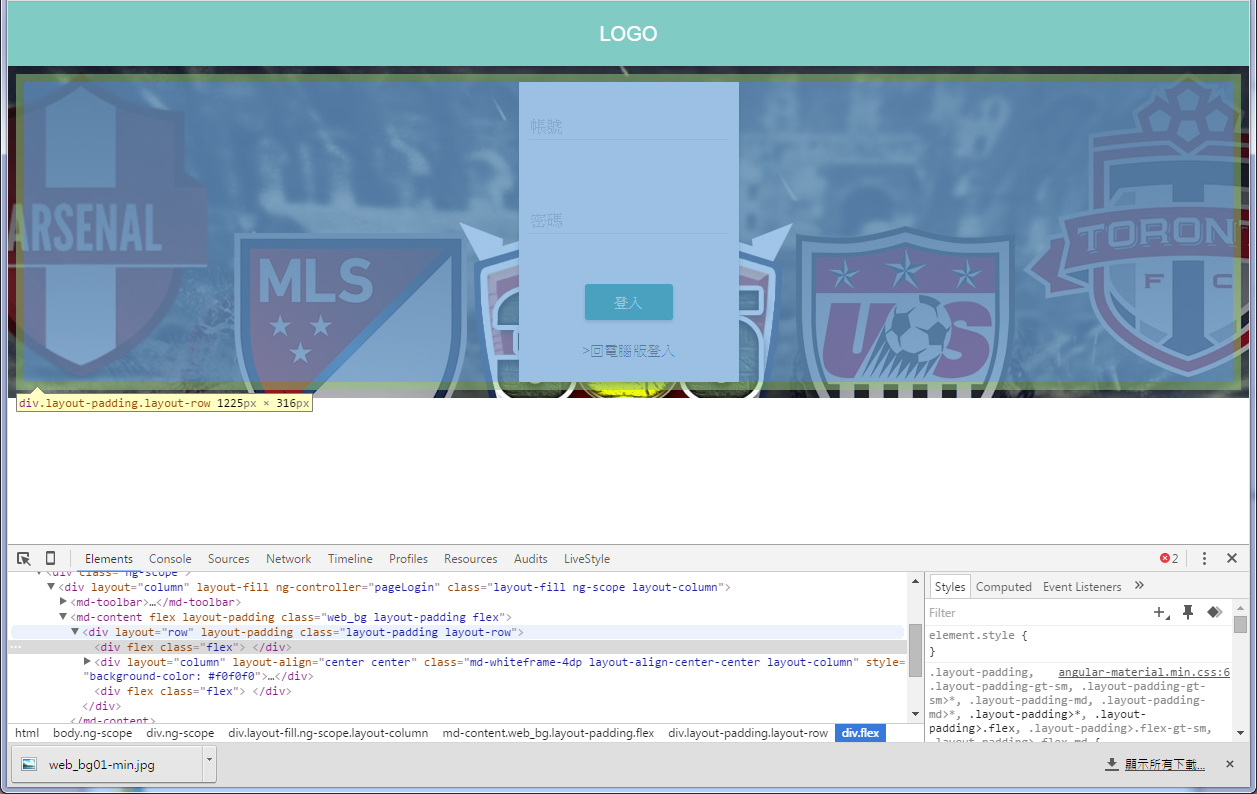 LOGO
ARSENAL
帳號
密碼
MLS
TORON
F C
US
登入
>回電腦版登入
div.layout-padding.layout-row 1225px × 316px
Elements Console Sources Network Timeline Profiles Resources Audits LiveStyle 2
<div class="ng-scope">
<div layout="column" layout-fill ng-controller="pageLogin" class="layout-fill ng-scope layout-column">
<md-toolbar>…</md-toolbar>
<md-content flex layout-padding class="web_bg layout-padding flex">
<div layout="row" layout-padding class="layout-padding layout-row">
<div flex class="flex"> </div>
<div layout="column" layout-align="center center" class="md-whiteframe-4dp layout-align-center-center layout-column" style=
"background-color: #f0f0f0">…</div>
<div flex class="flex"> </div>
</div>
</md-content>
html body.ng-scope div.ng-scope div.layout-fill.ng-scope.layout-column md-content.web_bg.layout-padding.flex div.layout-padding.layout-row div.flex
Styles Computed Event Listeners »
Filter
element.style {
}
.layout-padding, angular-material.min.css:6
.layout-padding-gt-sm, .layout-padding-gt-
sm>*, .layout-padding-md, .layout-padding-
md>*, .layout-padding>*, .layout-
padding>.flex, .layout-padding>.flex-gt-sm,
.layout-padding>.flex-md {
web_bg01-min.jpg
顯示所有下載...